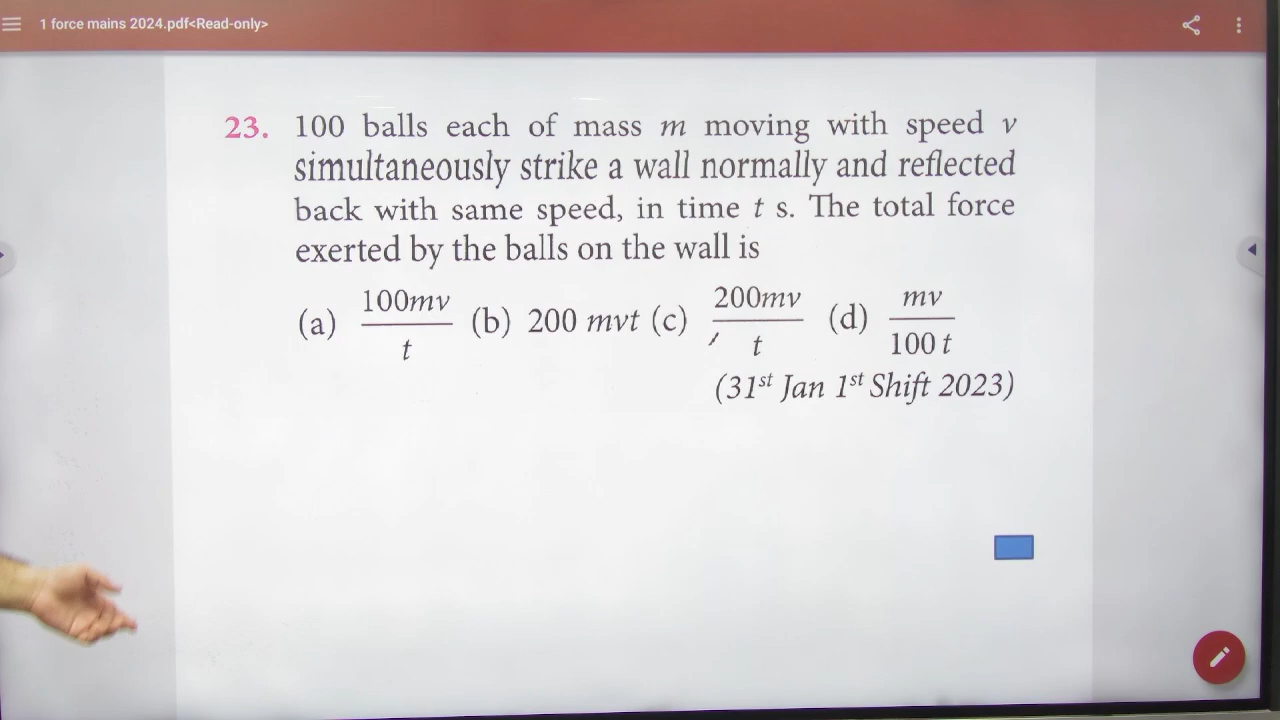 1 force mains 2024.pdf<Read-only>
23. 100 balls each of mass m moving with speed v
simultaneously strike a wall normally and reflected
back with same speed, in time t s. The total force
exerted by the balls on the wall is
(a) 100mv/t (b) 200 mvt (c) 200mv/t (d) mv/100 t
(31st Jan 1st Shift 2023)